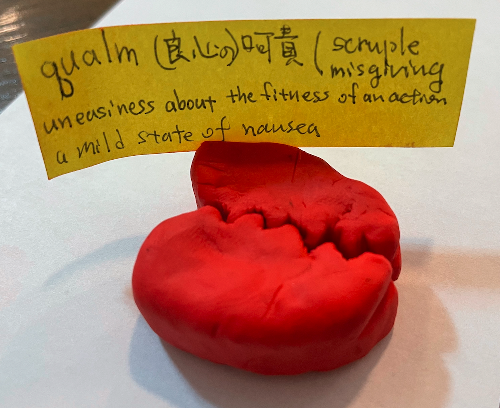 qualm (良心の)呵責 (scruple
misgiving
uneasiness about the fitness of an action
a mild state of nausea